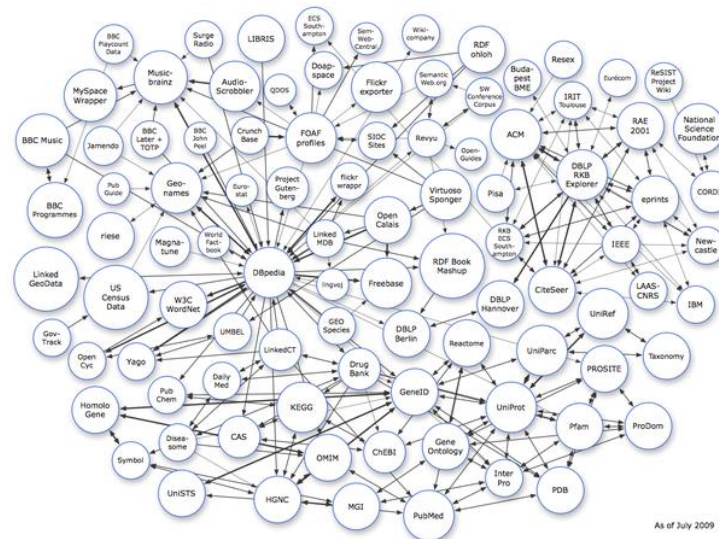 BBC
Playcount
Data
Surge
Radio
LIBRIS
ECS
South-
ampton
Sem-
Web-
Central
Wiki-
company
RDF
ohloh
Music-
brainz
Doap-
space
Buda-
pest
BME
Resex
MySpace
Wrapper
Audio-
Scrobbler
QDOS
Flickr
exporter
Semantic
Web.org
SW
Conference
Corpus
IRIT
Toulouse
Eurécom
ReSIST
Project
Wiki
BBC Music
Jamendo
BBC
Later +
TOTP
BBC
John
Peel
Crunch
Base
FOAF
profiles
SIOC
Sites
Revyu
Open-
Guides
ACM
RAE
2001
National
Science
Foundation
BBC
Programmes
Pub
Guide
Geo-
names
Euro-
stat
Project
Guten-
berg
flickr
wrappr
Virtuoso
Sponger
Pisa
DBLP
RKB
Explorer
eprints
CORDIS
riese
Magna-
tune
World
Fact-
book
Linked
MDB
Open
Calais
RKB
ECS
South-
ampton
IEEE
New-
castle
Linked
GeoData
US
Census
Data
W3C
WordNet
DBpedia
lingvoj
Freebase
RDF Book
Mashup
DBLP
Hannover
CiteSeer
LAAS-
CNRS
IBM
Gov-
Track
Open
Cyc
Yago
UMBEL
LinkedCT
GEO
Species
DBLP
Berlin
Reactome
UniParc
UniRef
Taxonomy
PROSITE
Homolo
Gene
Pub
Chem
Daily
Med
Drug
Bank
KEGG
GeneID
UniProt
Pfam
ProDom
Symbol
Disea-
some
CAS
OMIM
ChEBI
Gene
Ontology
Inter
Pro
PDB
UniSTS
HGNC
MGI
PubMed
As of July 2009